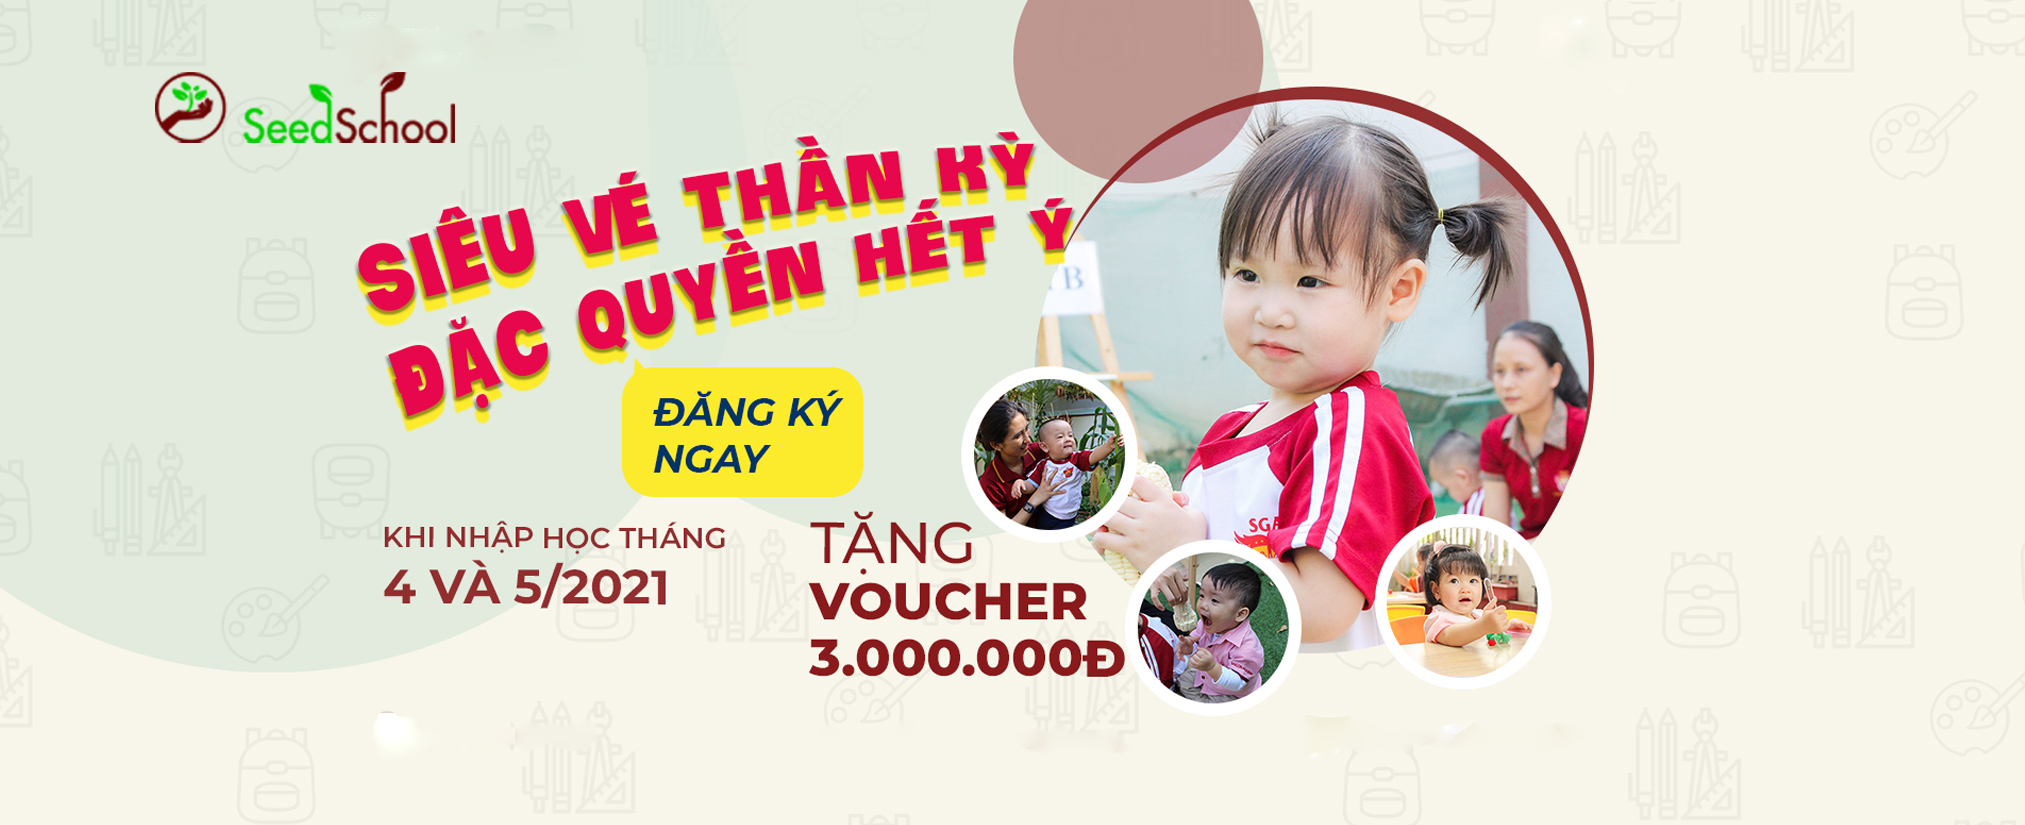 SeedSchool
SIÊU VÉ THẦN KỲ
ĐẶC QUYỀN HẾT Ý
ĐĂNG KÝ
NGAY
KHI NHẬP HỌC THÁNG
4 VÀ 5/2021
TẶNG
VOUCHER
3.000.000Đ
B
SGA